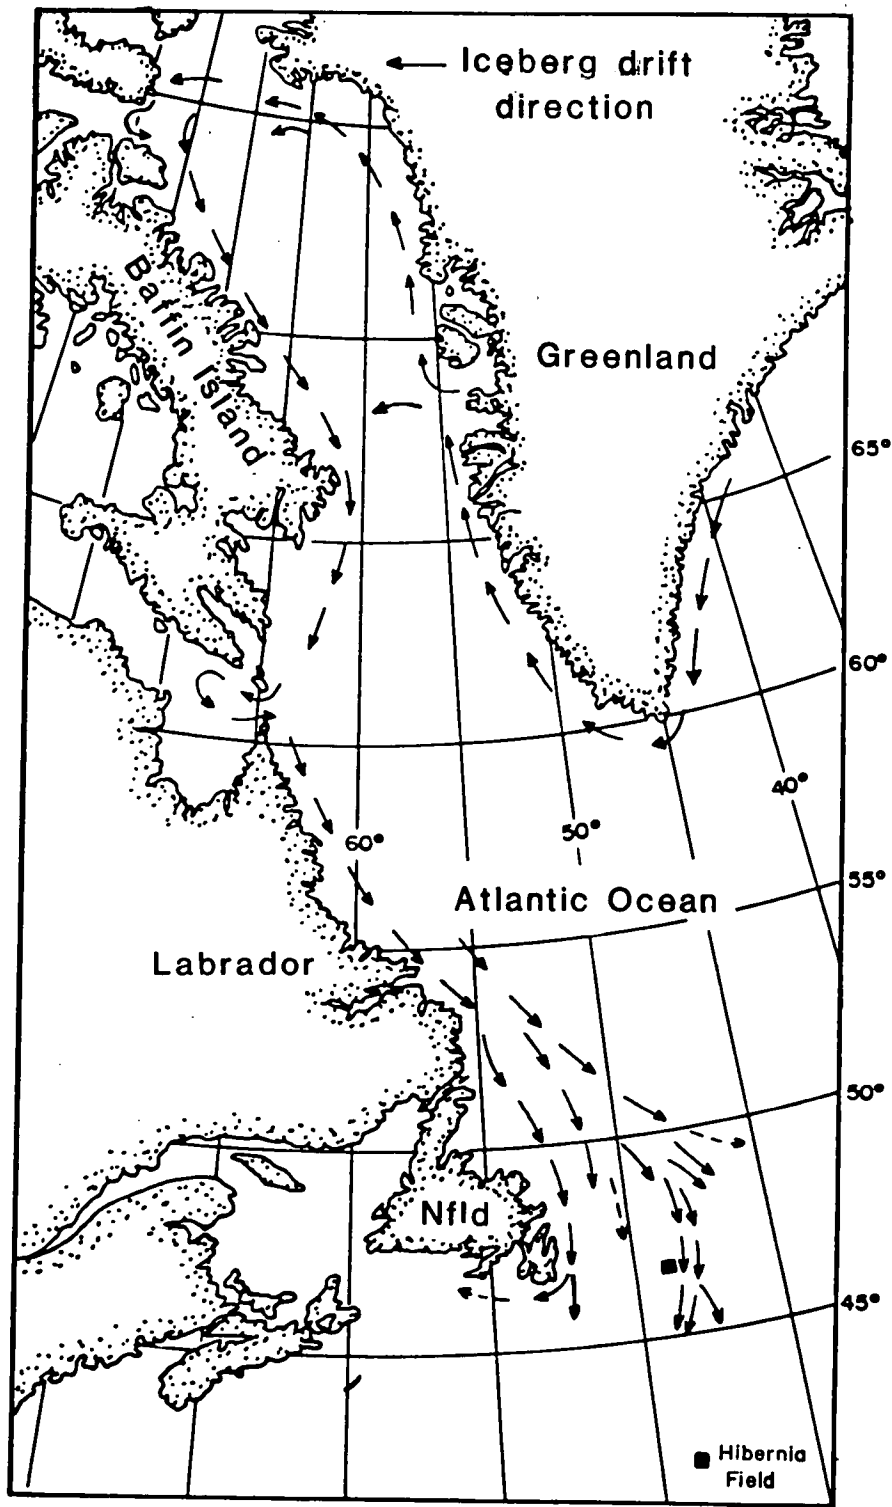 Iceberg drift
direction
Baffin Island
Greenland
65°
60°
40°
50°
60°
55°
Atlantic Ocean
Labrador
50°
Nfld
45°
Hibernia
Field